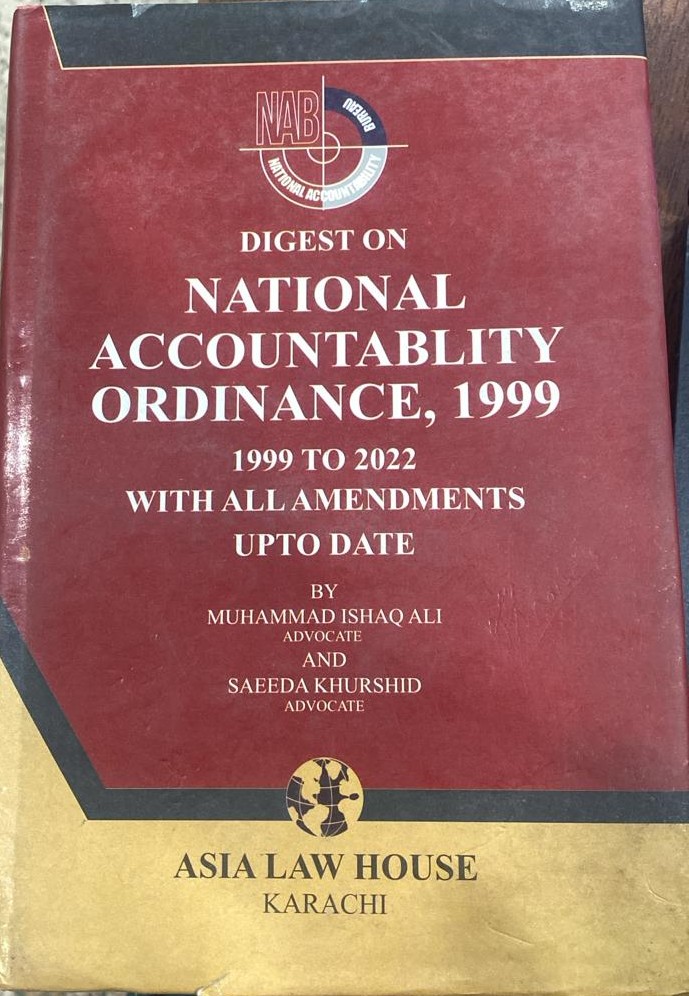 NAB
BUREAU
NATIONAL ACCOUNTABILITY
DIGEST ON
NATIONAL
ACCOUNTABLITY
ORDINANCE, 1999
1999 TO 2022
WITH ALL AMENDMENTS
UPTO DATE
BY
MUHAMMAD ISHAQ ALI
ADVOCATE
AND
SAEEDA KHURSHID
ADVOCATE
ASIA LAW HOUSE
KARACHI